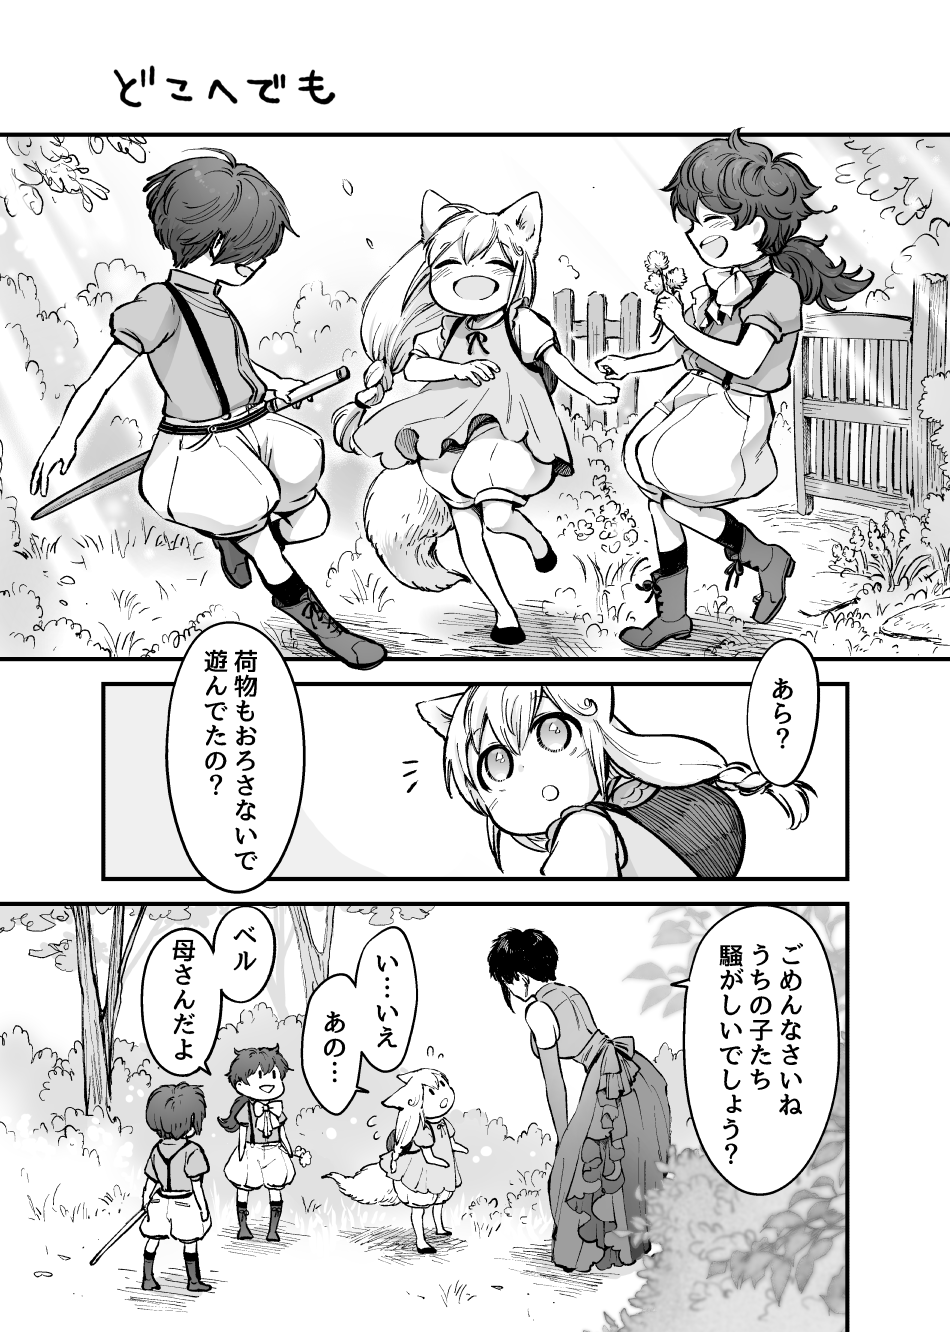 どこへでも
あら？
荷物もおろさないで
遊んでたの？
ごめんなさいね
うちの子たち
騒がしいでしょう？
い…いえ
あの…
ベル
母さんだよ